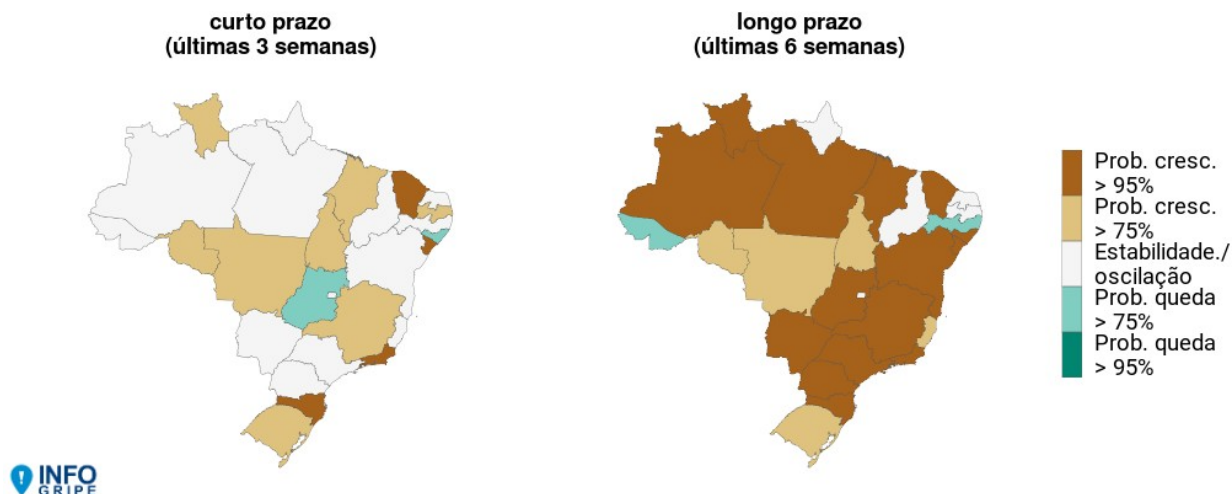 curto prazo
(últimas 3 semanas)
longo prazo
(últimas 6 semanas)
Prob. cresc.
> 95%
Prob. cresc.
> 75%
Estabilidade./
oscilação
Prob. queda
> 75%
Prob. queda
> 95%
INFO
GRIPE